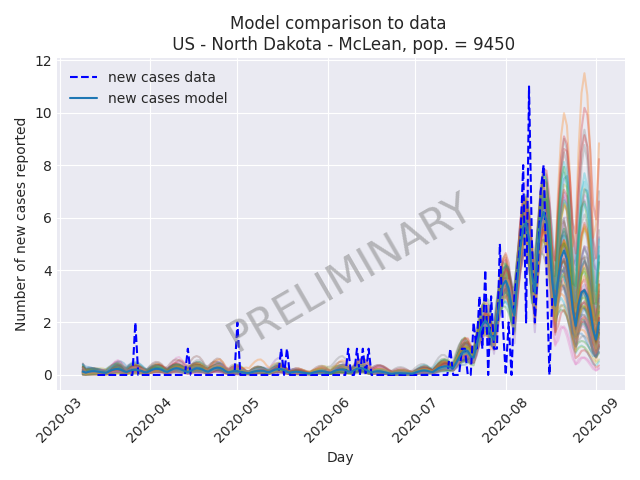 Model comparison to data
US - North Dakota - McLean, pop. = 9450
12
10
8
6
4
2
0
Number of new cases reported
new cases data
new cases model
PRELIMINARY
2020-03
2020-04
2020-05
2020-06
2020-07
2020-08
2020-09
Day